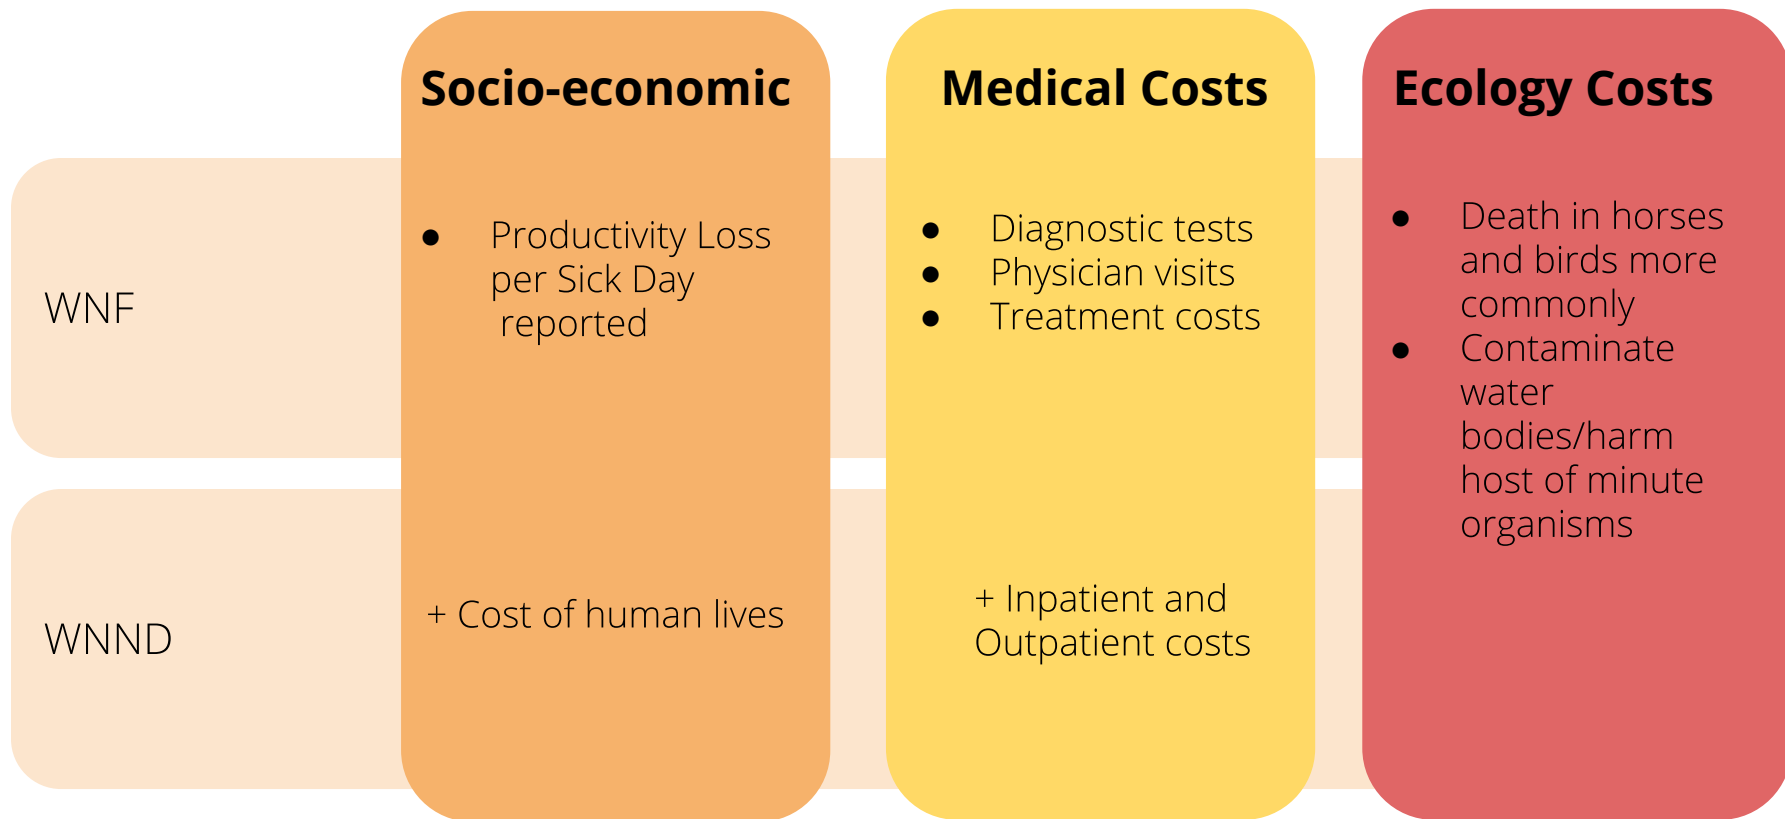 Socio-economic
Medical Costs
Ecology Costs
WNF
● Productivity Loss
per Sick Day
reported
● Diagnostic tests
● Physician visits
● Treatment costs
● Death in horses
and birds more
commonly
● Contaminate
water
bodies/harm
host of minute
organisms
WNND
+ Cost of human lives
+ Inpatient and
Outpatient costs